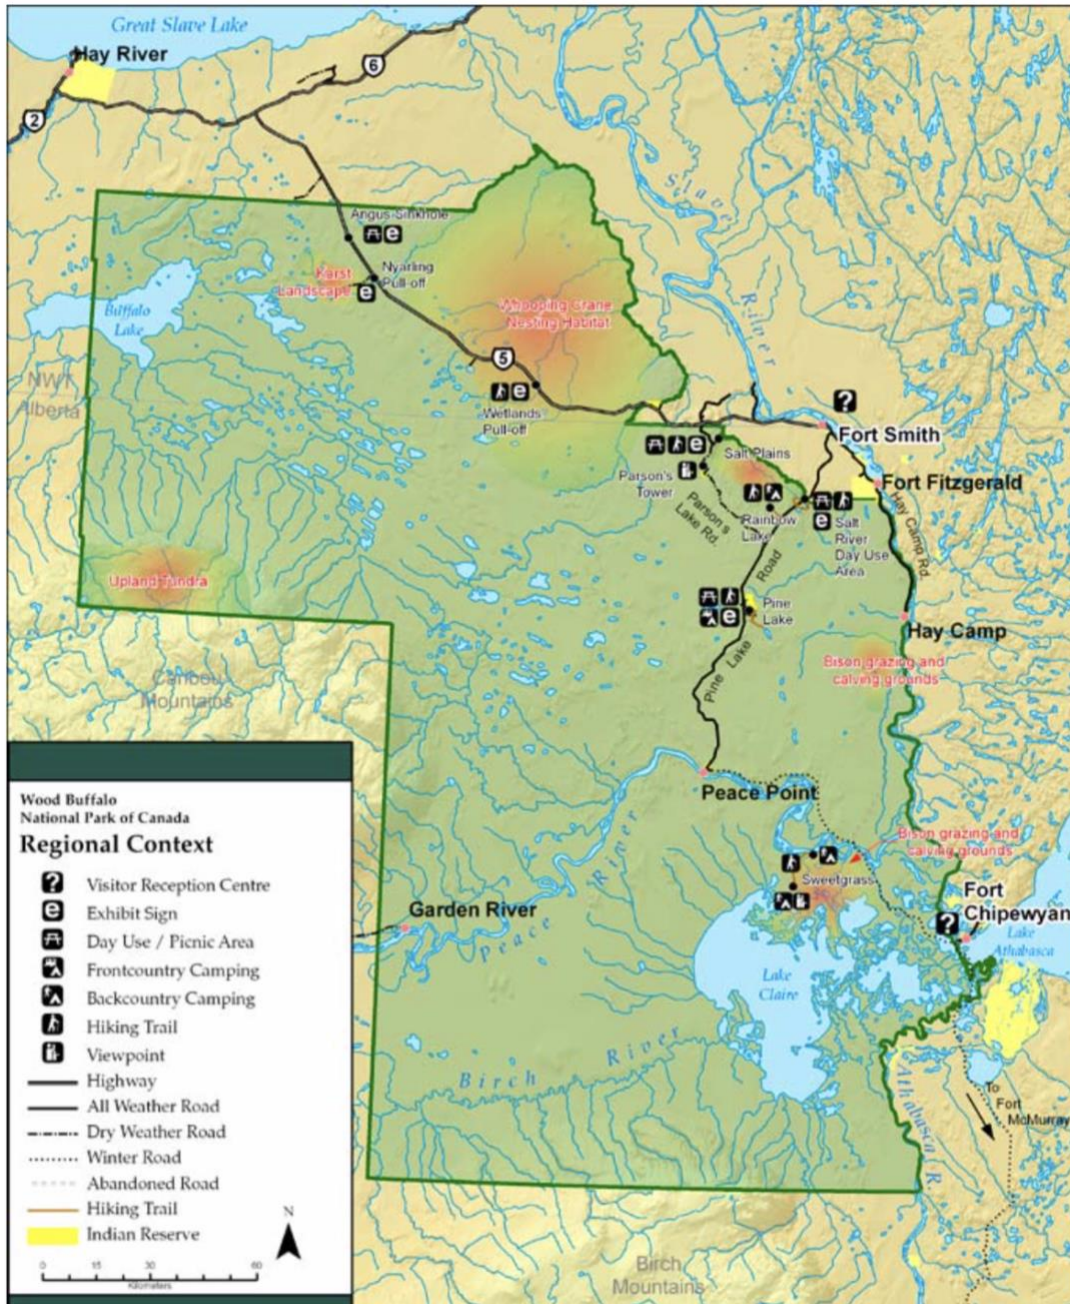 Great Slave Lake
Hay River
6
2
Slave
River
Angus Sinkhole
e
Karst
Landscape
Nyarling
Pull-off
e
Whooping Crane
Nesting Habitat
Buffalo
Lake
5
NWT
Alberta
e
Wetlands
Pull-off
?
Fort Smith
e
Salt Plains
Parson's
Tower
Parson's
Lake Rd.
Fort Fitzgerald
Hay Camp Rd.
Rainbow
Lake
e
Salt
River
Day Use
Area
Upland Tundra
e
Pine
Lake
Pine Lake Road
Hay Camp
Bison grazing and
calving grounds
Caribou
Mountains
Peace Point
Bison grazing and
calving grounds
Sweetgrass
Fort
Chipewyan
?
Lake
Athabasca
Garden River
Peace River
Lake
Claire
Birch River
Athabasca R.
To
Fort
McMurray
Birch
Mountains
Wood Buffalo
National Park of Canada
Regional Context
? Visitor Reception Centre
e Exhibit Sign
Day Use / Picnic Area
Frontcountry Camping
Backcountry Camping
Hiking Trail
Viewpoint
Highway
All Weather Road
Dry Weather Road
Winter Road
Abandoned Road
Hiking Trail
Indian Reserve
N
0 15 30 60
Kilometers